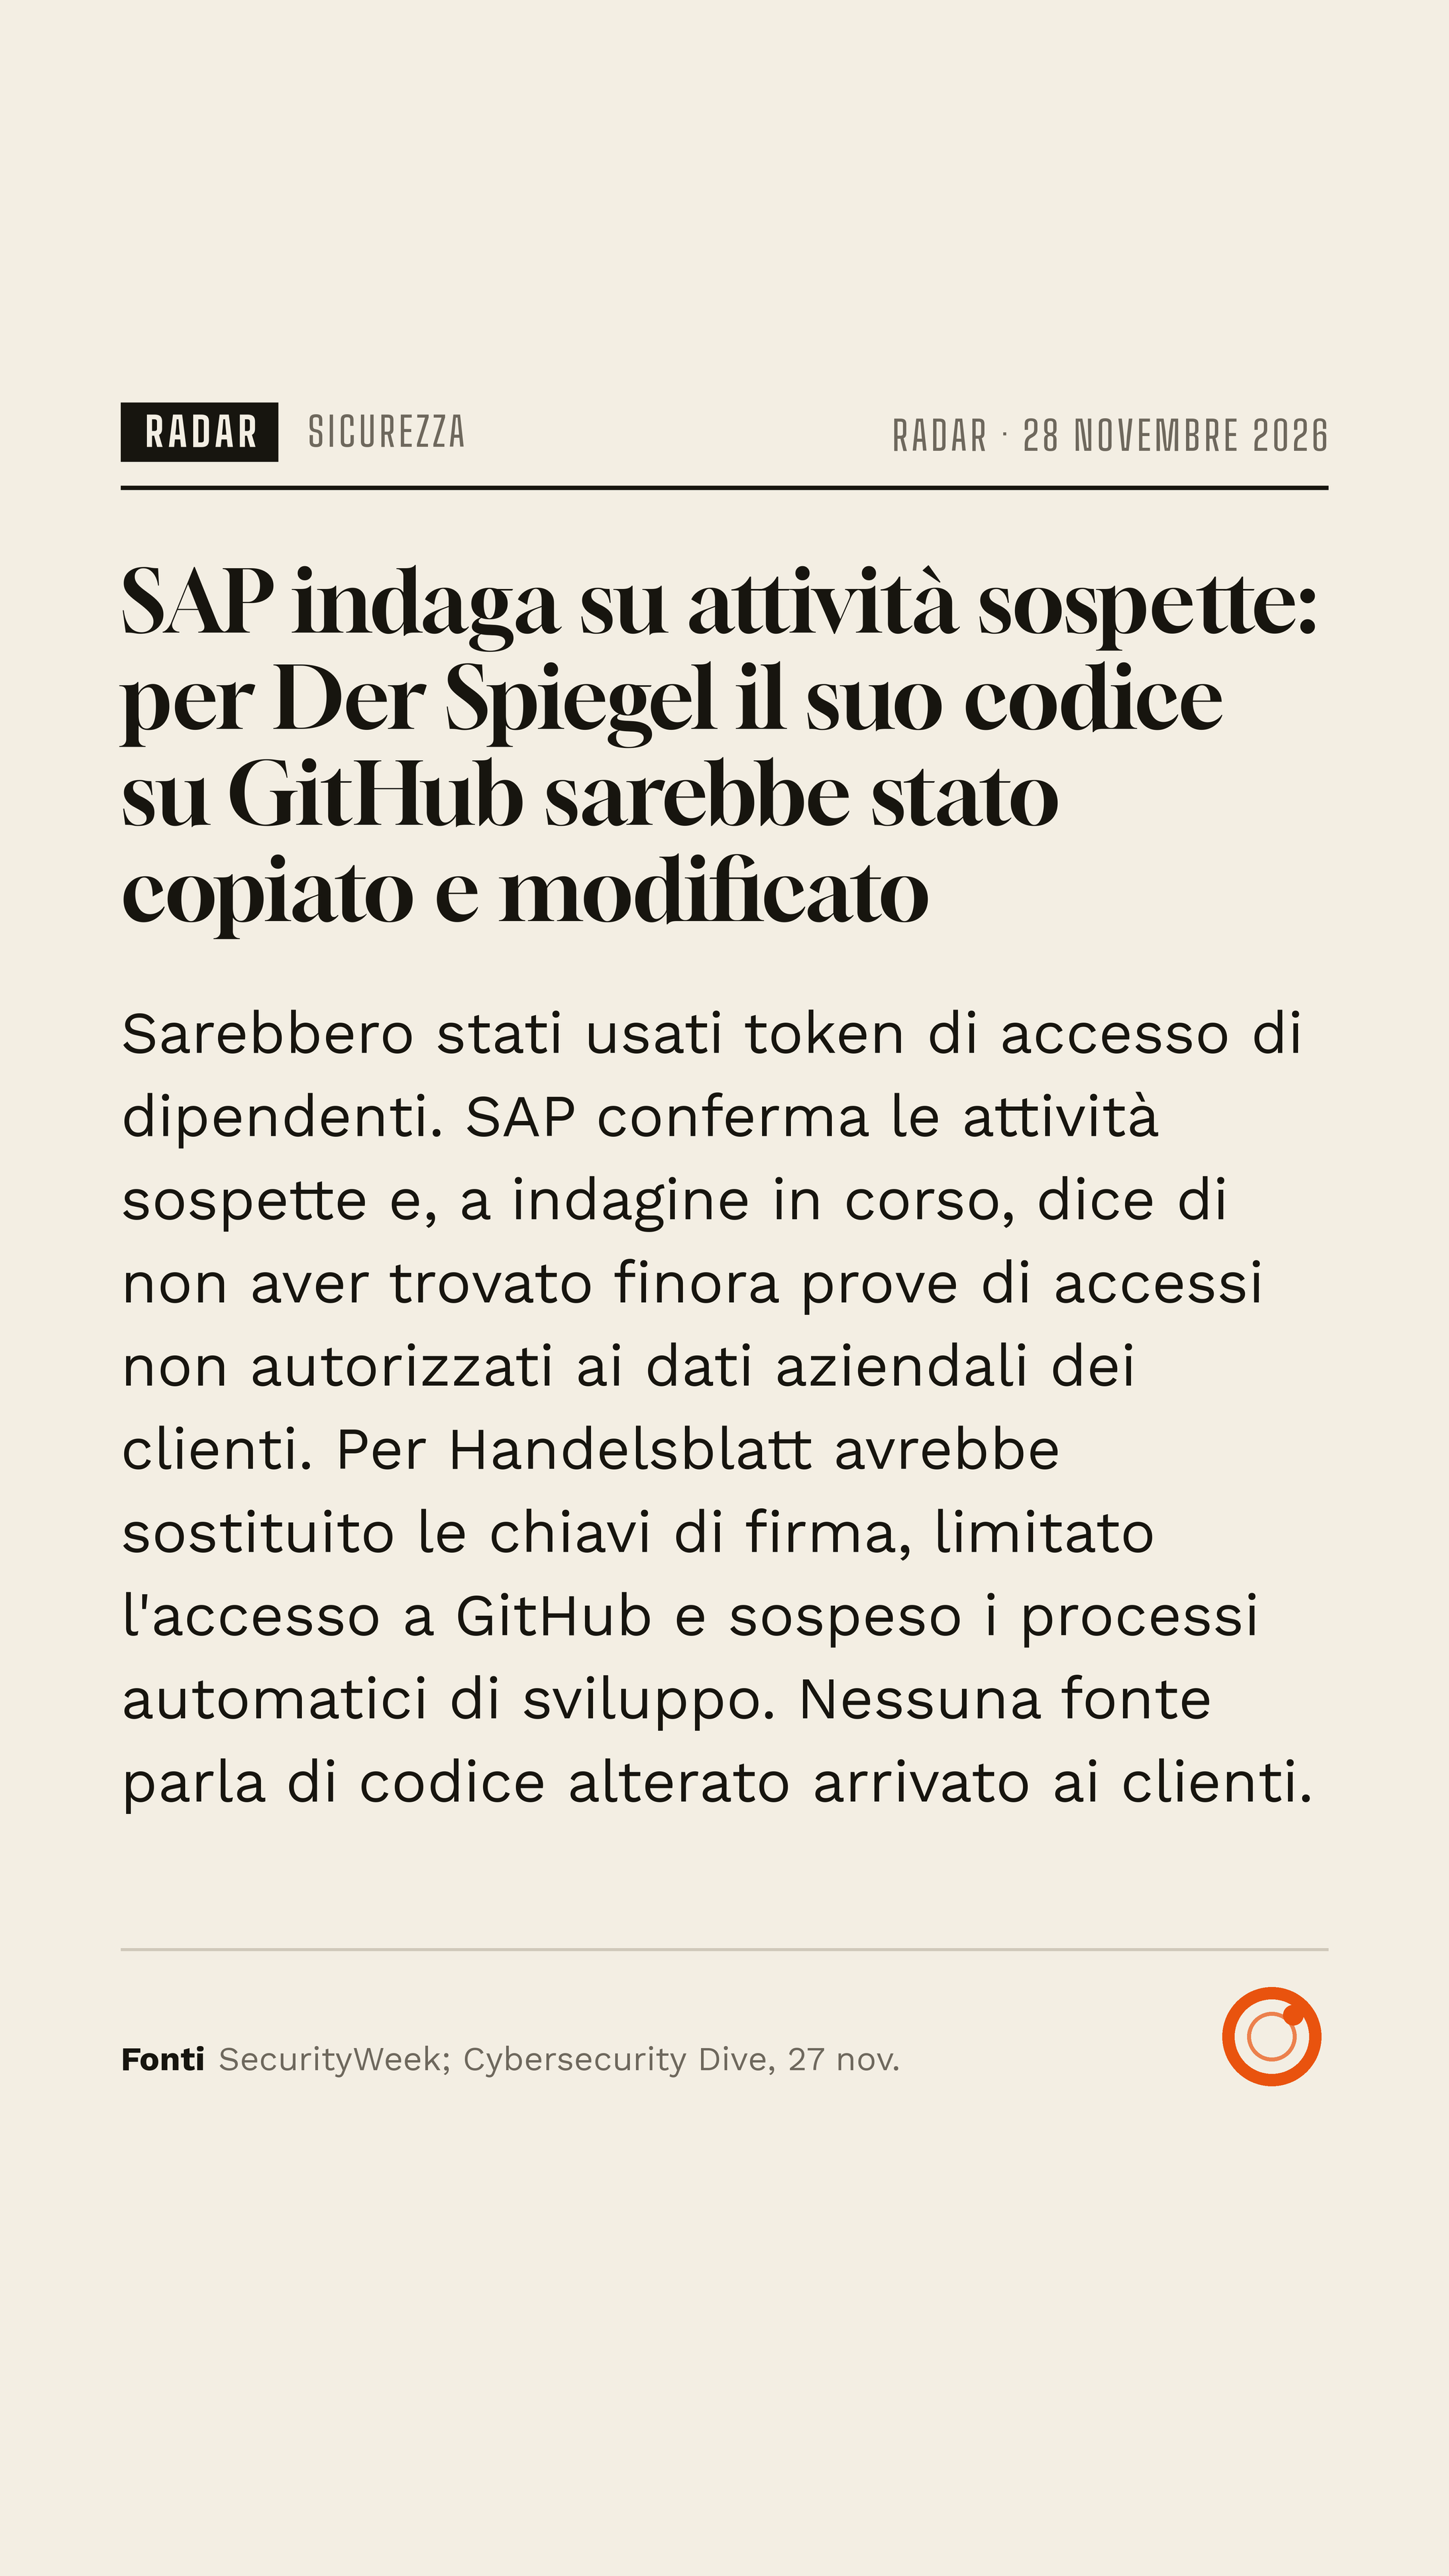 RADAR SICUREZZA RADAR · 28 NOVEMBRE 2026
SAP indaga su attività sospette:
per Der Spiegel il suo codice
su GitHub sarebbe stato
copiato e modificato
Sarebbero stati usati token di accesso di
dipendenti. SAP conferma le attività
sospette e, a indagine in corso, dice di
non aver trovato finora prove di accessi
non autorizzati ai dati aziendali dei
clienti. Per Handelsblatt avrebbe
sostituito le chiavi di firma, limitato
l'accesso a GitHub e sospeso i processi
automatici di sviluppo. Nessuna fonte
parla di codice alterato arrivato ai clienti.
Fonti SecurityWeek; Cybersecurity Dive, 27 nov.